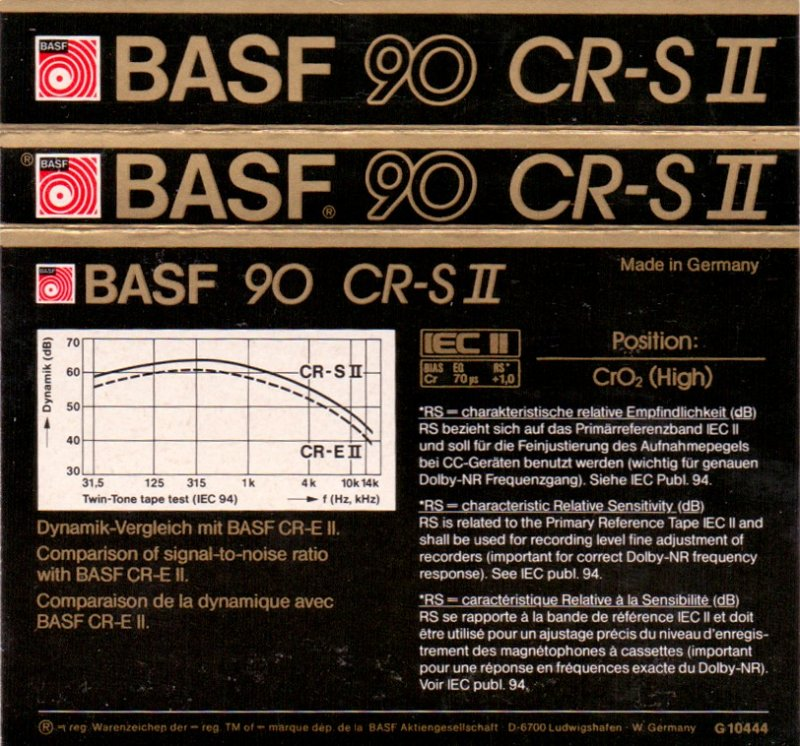 BASF BASF 90 CR-S II
® BASF BASF® 90 CR-S II
BASF BASF 90 CR-S II
Made in Germany
70
60
50
40
30
Dynamik (dB)
CR-S II
CR-E II
31,5 125 315 1k 4k 10k 14k
Twin-Tone tape test (IEC 94) f (Hz, kHz)
Dynamik-Vergleich mit BASF CR-E II.
Comparison of signal-to-noise ratio
with BASF CR-E II.
Comparaison de la dynamique avec
BASF CR-E II.
IEC II
BIAS EQ RS*
Cr 70 µs +1,0
Position:
CrO₂ (High)
*RS = charakteristische relative Empfindlichkeit (dB)
RS bezieht sich auf das Primärreferenzband IEC II
und soll für die Feinjustierung des Aufnahmepegels
bei CC-Geräten benutzt werden (wichtig für genauen
Dolby-NR Frequenzgang). Siehe IEC Publ. 94.
*RS = characteristic Relative Sensitivity (dB)
RS is related to the Primary Reference Tape IEC II and
shall be used for recording level fine adjustment of
recorders (important for correct Dolby-NR frequency
response). See IEC publ. 94.
*RS = caractéristique Relative à la Sensibilité (dB)
RS se rapporte à la bande de référence IEC II et doit
être utilisé pour un ajustage précis du niveau d'enregis-
trement des magnétophones à cassettes (important
pour une réponse en fréquences exacte du Dolby-NR).
Voir IEC publ. 94.
® = reg. Warenzeichen der = reg. TM of = marque dép. de la BASF Aktiengesellschaft · D-6700 Ludwigshafen · W. Germany G 10444